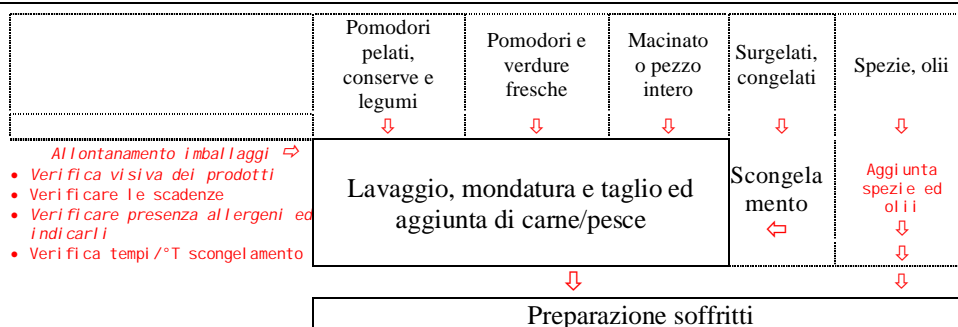 Pomodori
pelati,
conserve e
legumi
Pomodori e
verdure
fresche
Macinato
o pezzo
intero
Surgelati,
congelati
Spezie, olii
⇩ ⇩ ⇩ ⇩ ⇩
Allontanamento imballaggi ⇨
• Verifica visiva dei prodotti
• Verificare le scadenze
• Verificare presenza allergeni ed
indicarli
• Verifica tempi/°T scongelamento
Lavaggio, mondatura e taglio ed
aggiunta di carne/pesce
Scongela
mento
⇦
Aggiunta
spezie ed
olii
⇩
⇩
⇩ ⇩
Preparazione soffritti